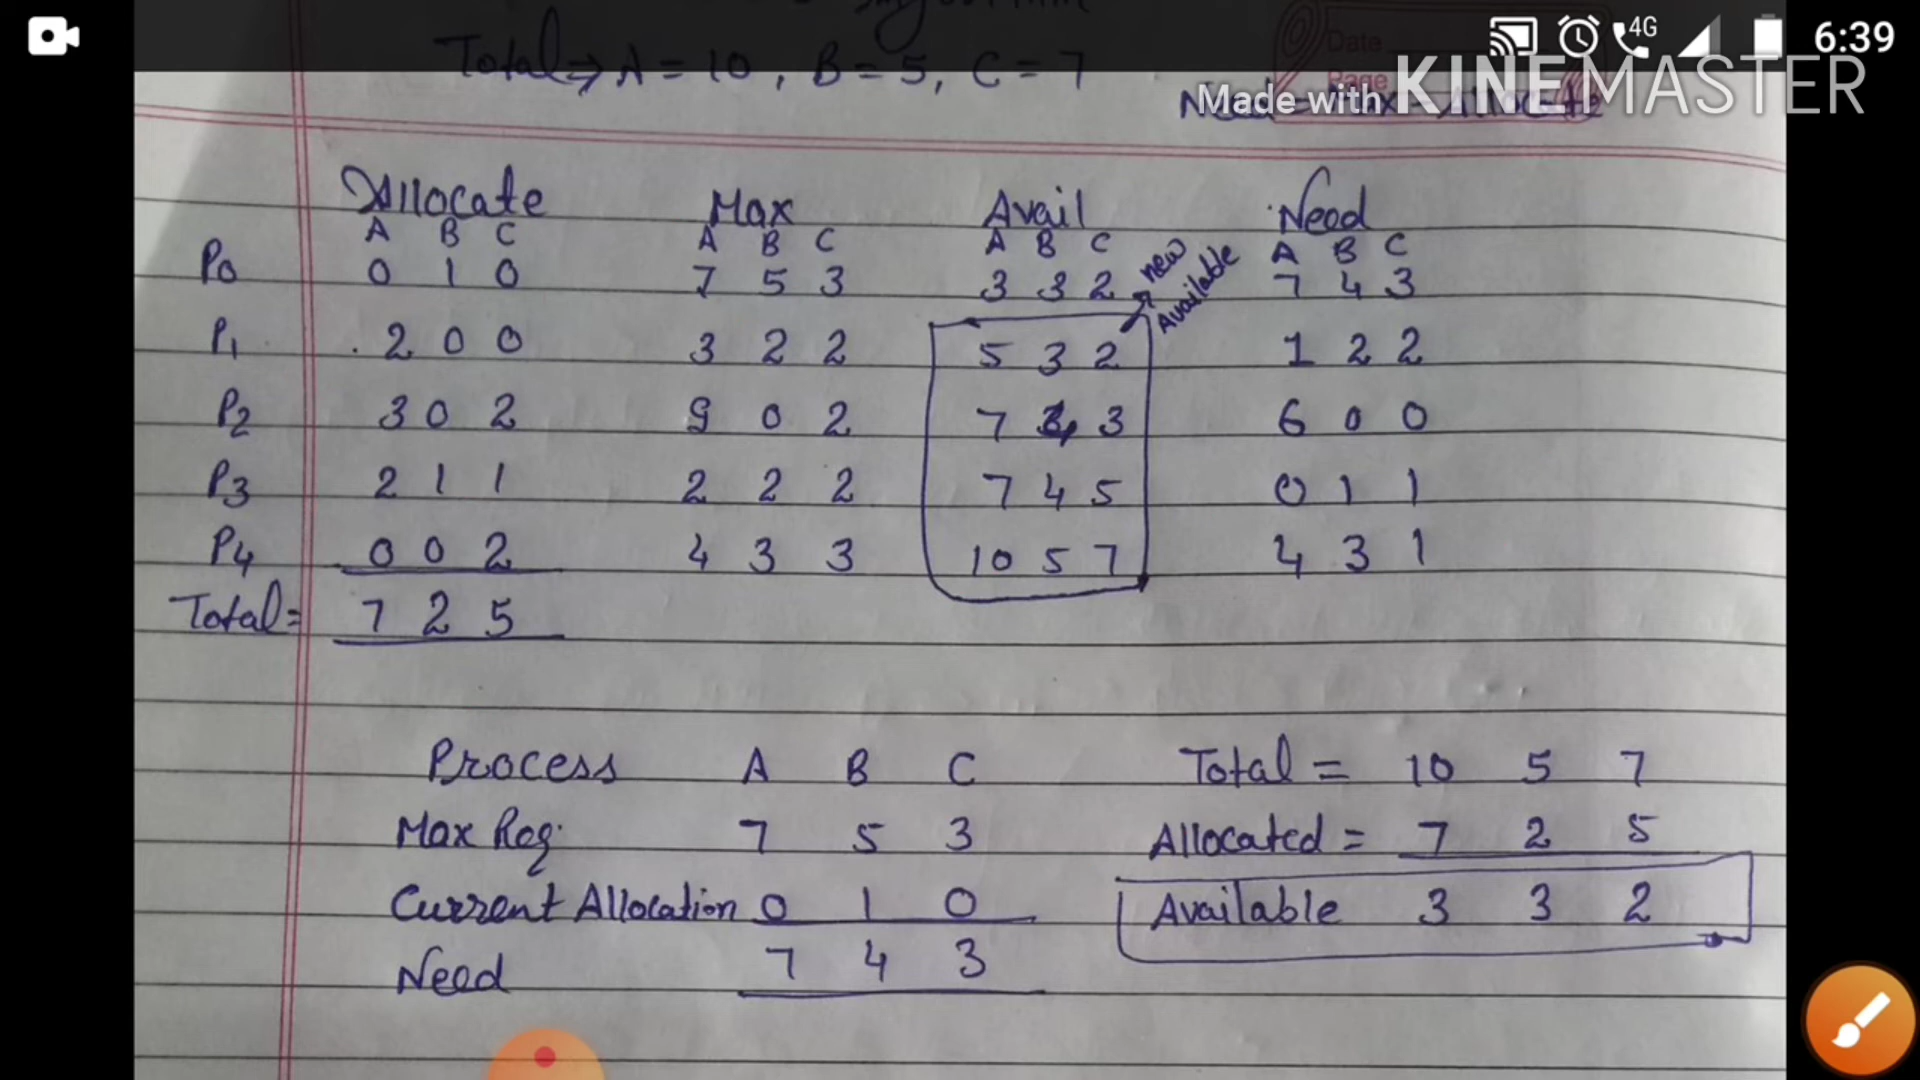 4G 6:39
Total ⇒ A = 10, B = 5, C = 7
Date
Page
Made with KINEMASTER
Allocate Max Avail Need
A B C A B C A B C A B C
new Available
P0 0 1 0 7 5 3 3 3 2 7 4 3
P1 2 0 0 3 2 2 5 3 2 1 2 2
P2 3 0 2 9 0 2 7 4 3 6 0 0
P3 2 1 1 2 2 2 7 4 5 0 1 1
P4 0 0 2 4 3 3 10 5 7 4 3 1
Total = 7 2 5
Process A B C Total = 10 5 7
Max Req. 7 5 3 Allocated = 7 2 5
Current Allocation 0 1 0 Available 3 3 2
Need 7 4 3